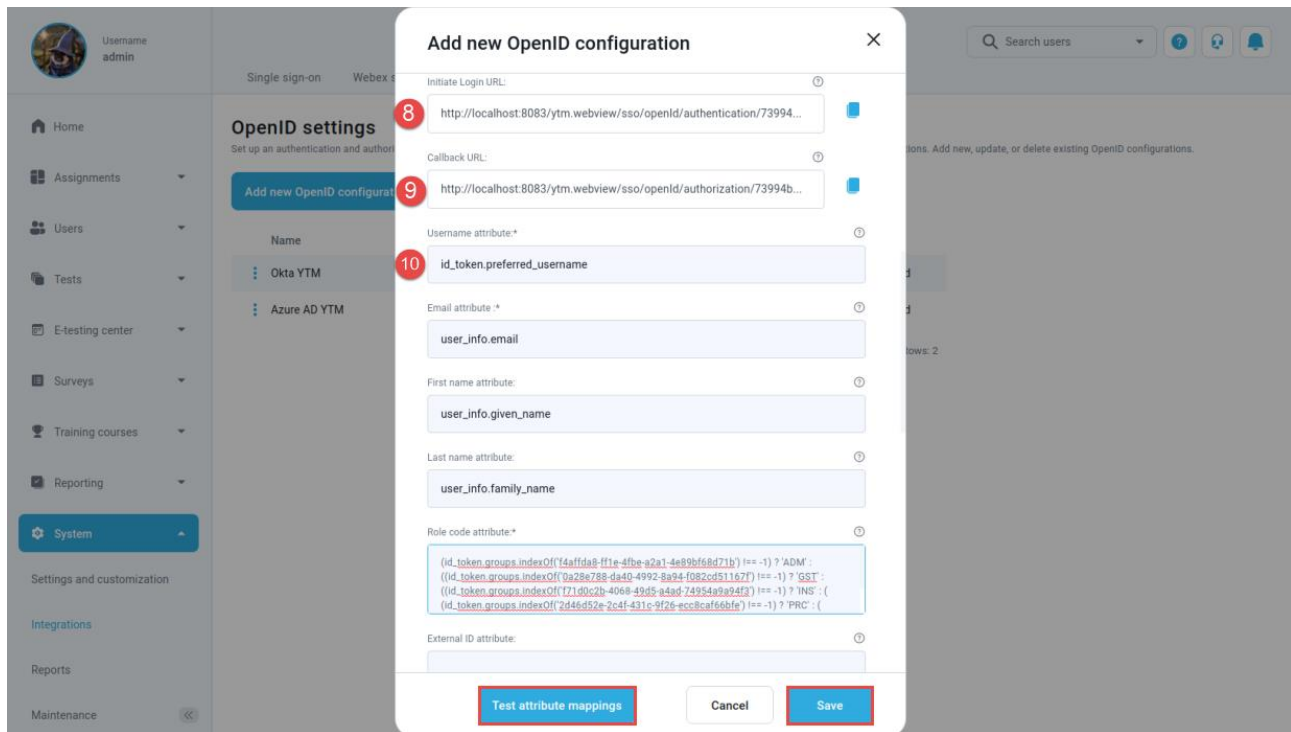 Username
admin
Search users
Single sign-on Webex s
Home
Assignments
Users
Tests
E-testing center
Surveys
Training courses
Reporting
System
Settings and customization
Integrations
Reports
Maintenance
OpenID settings
Set up an authentication and authori
ions. Add new, update, or delete existing OpenID configurations.
Add new OpenID configurat
Name
Okta YTM
d
Azure AD YTM
d
rows: 2
Add new OpenID configuration
Initiate Login URL:
8
http://localhost:8083/ytm.webview/sso/openId/authentication/73994...
Callback URL:
9
http://localhost:8083/ytm.webview/sso/openId/authorization/73994b...
Username attribute:*
10
id_token.preferred_username
Email attribute :*
user_info.email
First name attribute:
user_info.given_name
Last name attribute:
user_info.family_name
Role code attribute:*
(id_token.groups.indexOf('f4affda8-ff1e-4fbe-a2a1-4e89bf68d71b') !== -1) ? 'ADM' :
((id_token.groups.indexOf('0a28e788-da40-4992-8a94-f082cd51167f') !== -1) ? 'GST' :
((id_token.groups.indexOf('f71d0c2b-4068-49d5-a4ad-74954a9a94f3') !== -1) ? 'INS' : (
(id_token.groups.indexOf('2d46d52e-2c4f-431c-9f26-ecc8caf66bfe') !== -1) ? 'PRC' : (
External ID attribute:
Test attribute mappings
Cancel
Save